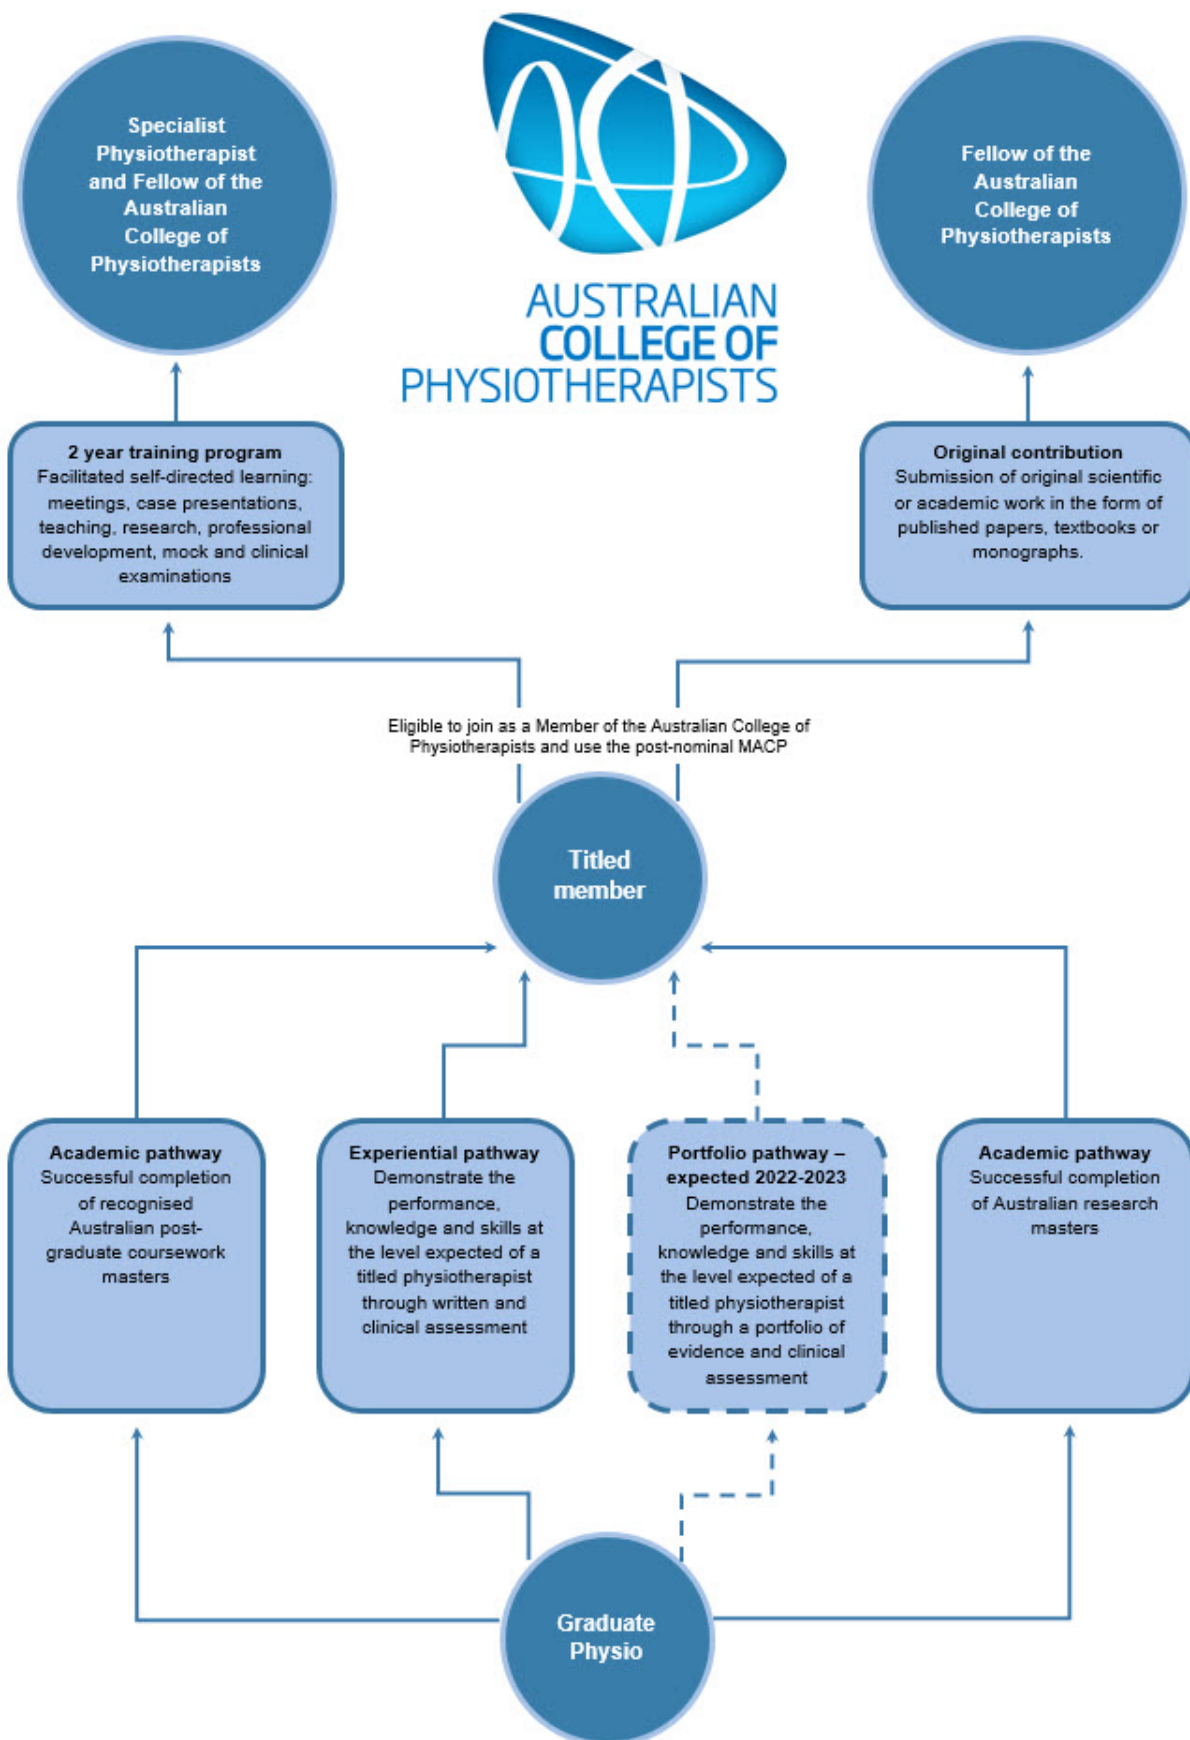 Specialist
Physiotherapist
and Fellow of the
Australian
College of
Physiotherapists
AUSTRALIAN
COLLEGE OF
PHYSIOTHERAPISTS
Fellow of the
Australian
College of
Physiotherapists
2 year training program
Facilitated self-directed learning:
meetings, case presentations,
teaching, research, professional
development, mock and clinical
examinations
Original contribution
Submission of original scientific
or academic work in the form of
published papers, textbooks or
monographs.
Eligible to join as a Member of the Australian College of
Physiotherapists and use the post-nominal MACP
Titled
member
Academic pathway
Successful completion
of recognised
Australian post-
graduate coursework
masters
Experiential pathway
Demonstrate the
performance,
knowledge and skills at
the level expected of a
titled physiotherapist
through written and
clinical assessment
Portfolio pathway –
expected 2022-2023
Demonstrate the
performance,
knowledge and skills at
the level expected of a
titled physiotherapist
through a portfolio of
evidence and clinical
assessment
Academic pathway
Successful completion
of Australian research
masters
Graduate
Physio